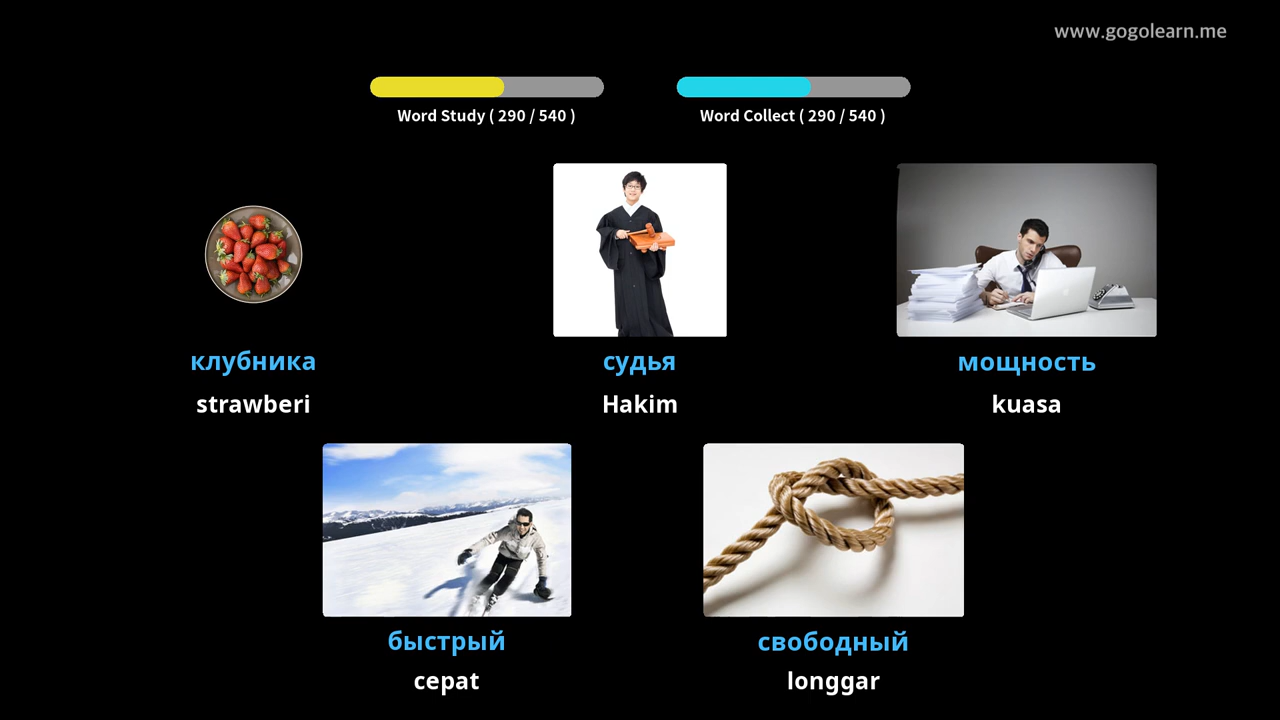 www.gogolearn.me
Word Study ( 290 / 540 )
Word Collect ( 290 / 540 )
клубника
судья
мощность
strawberi
Hakim
kuasa
быстрый
свободный
cepat
longgar